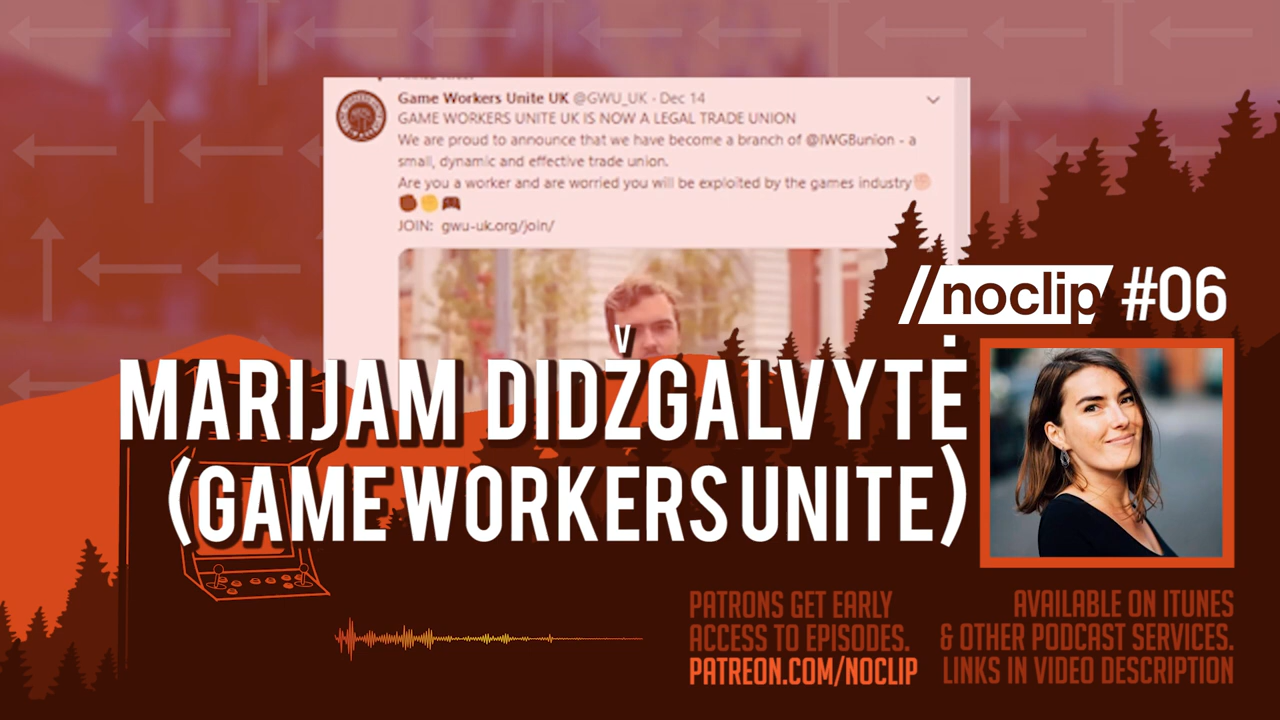 Game Workers Unite UK @GWU_UK · Dec 14
GAME WORKERS UNITE UK IS NOW A LEGAL TRADE UNION
We are proud to announce that we have become a branch of @IWGBunion - a
small, dynamic and effective trade union.
Are you a worker and are worried you will be exploited by the games industry✊🏻
✊🏿✊🎮
JOIN: gwu-uk.org/join/
//noclip #06
MARIJAM DIDŽGALVYTĖ
(GAME WORKERS UNITE)
PATRONS GET EARLY
ACCESS TO EPISODES.
PATREON.COM/NOCLIP
AVAILABLE ON ITUNES
& OTHER PODCAST SERVICES.
LINKS IN VIDEO DESCRIPTION